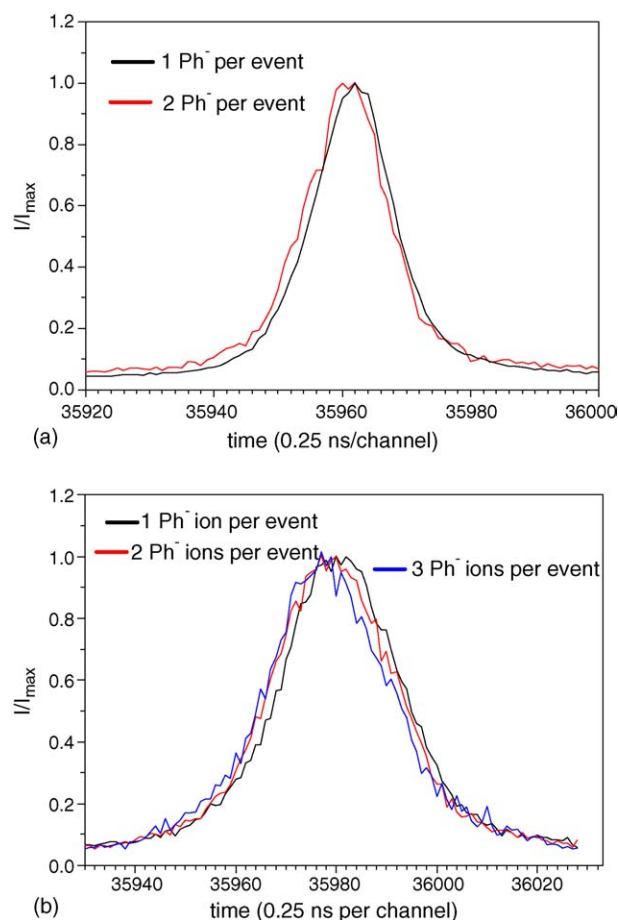 1.2
1 Ph⁻ per event
1.0
2 Ph⁻ per event
0.8
I/Imax
0.6
0.4
0.2
0.0
35920 35940 35960 35980 36000
(a) time (0.25 ns/channel)
1.2
1 Ph⁻ ion per event
2 Ph⁻ ions per event
3 Ph⁻ ions per event
1.0
0.8
I/Imax
0.6
0.4
0.2
0.0
35940 35960 35980 36000 36020
(b) time (0.25 ns per channel)